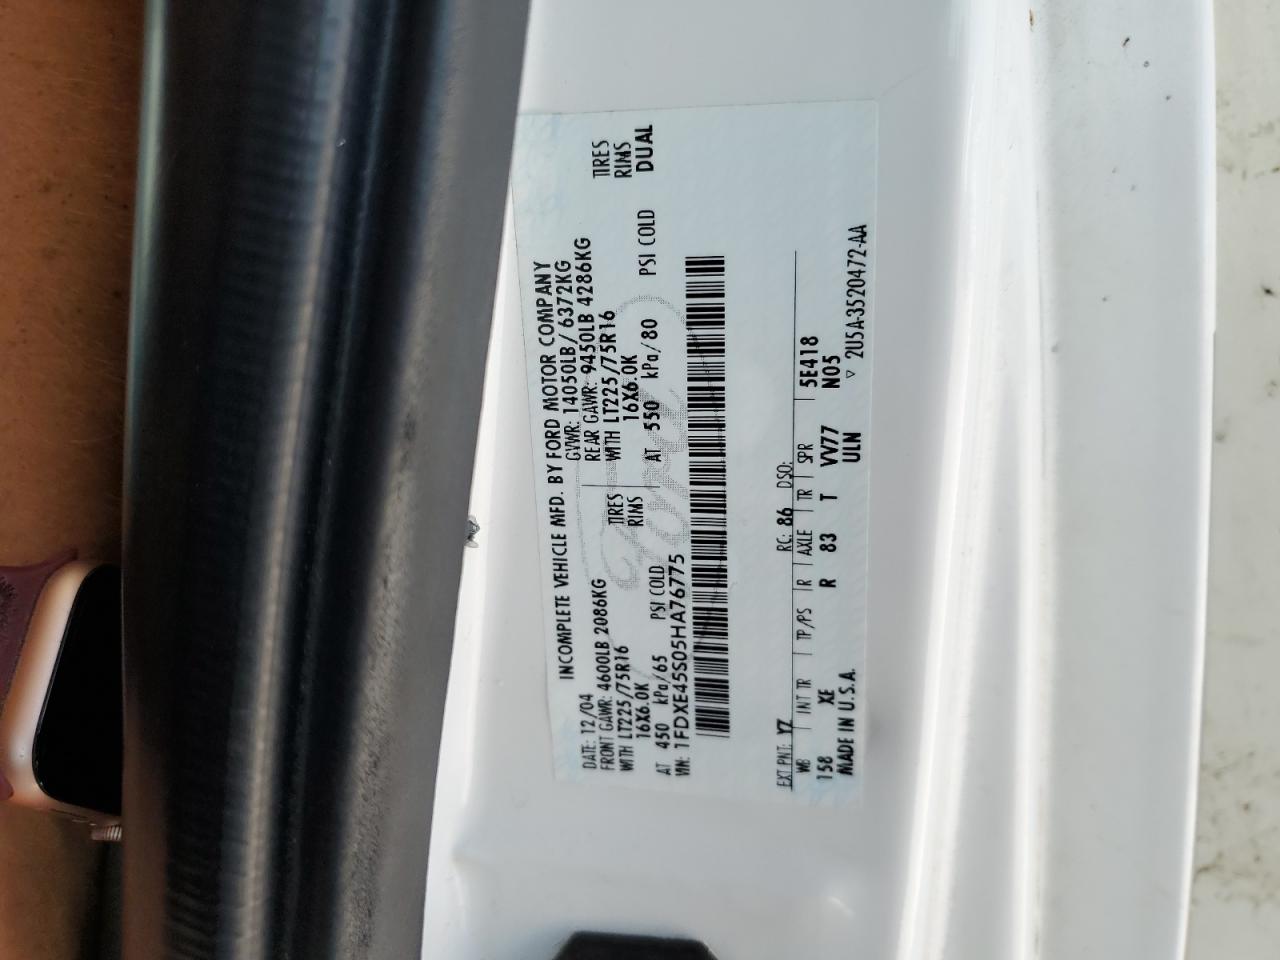 INCOMPLETE VEHICLE MFD. BY FORD MOTOR COMPANY
DATE: 12/04 GVWR: 14050LB/ 6372KG
FRONT GAWR: 4600LB 2086KG REAR GAWR: 9450LB 4286KG
WITH LT225/75R16 TIRES WITH LT225/75R16 TIRES
16X6.0K RIMS 16X6.0K RIMS
AT 450 kPa/65 PSI COLD AT 550 kPa/80 PSI COLD DUAL
VIN: 1FDXE45S05HA76775
Ford
EXT PNT: YZ RC: 86 DSO:
WB INT TR TP/PS R AXLE TR SPR 5E418
158 XE R 83 T VV77 N05
MADE IN U.S.A. ULN ▽ 2U5A-3520472-AA